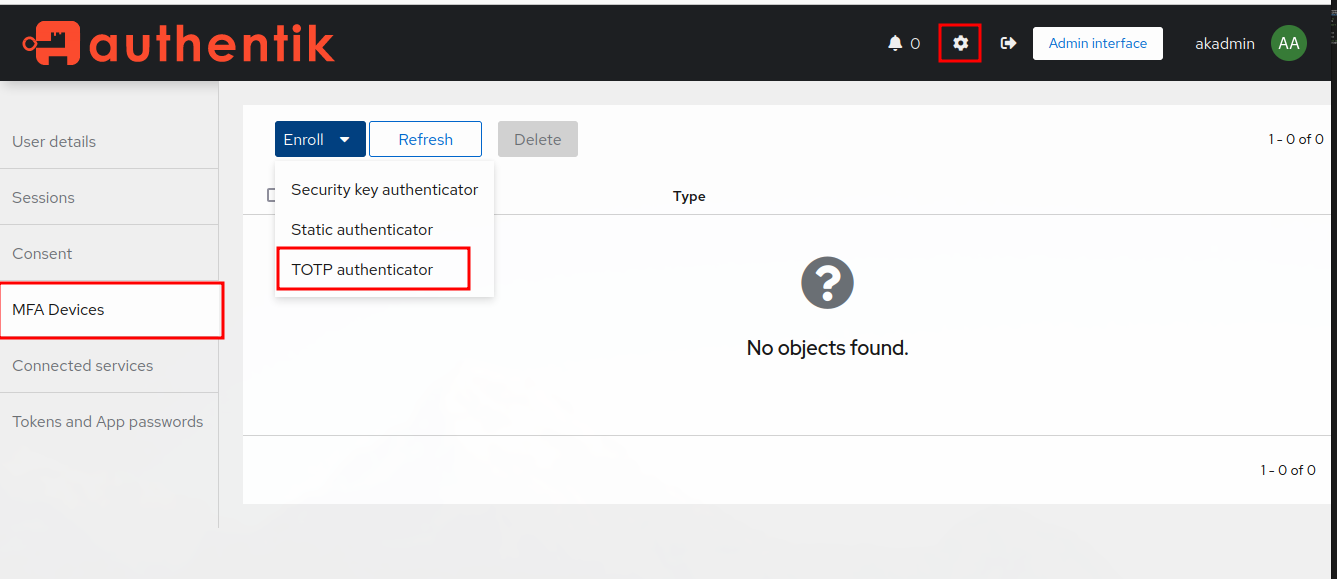 authentik
0
Admin interface
akadmin
AA
User details
Sessions
Consent
MFA Devices
Connected services
Tokens and App passwords
Enroll
Refresh
Delete
1 - 0 of 0
Security key authenticator
Static authenticator
TOTP authenticator
Type
?
No objects found.
1 - 0 of 0